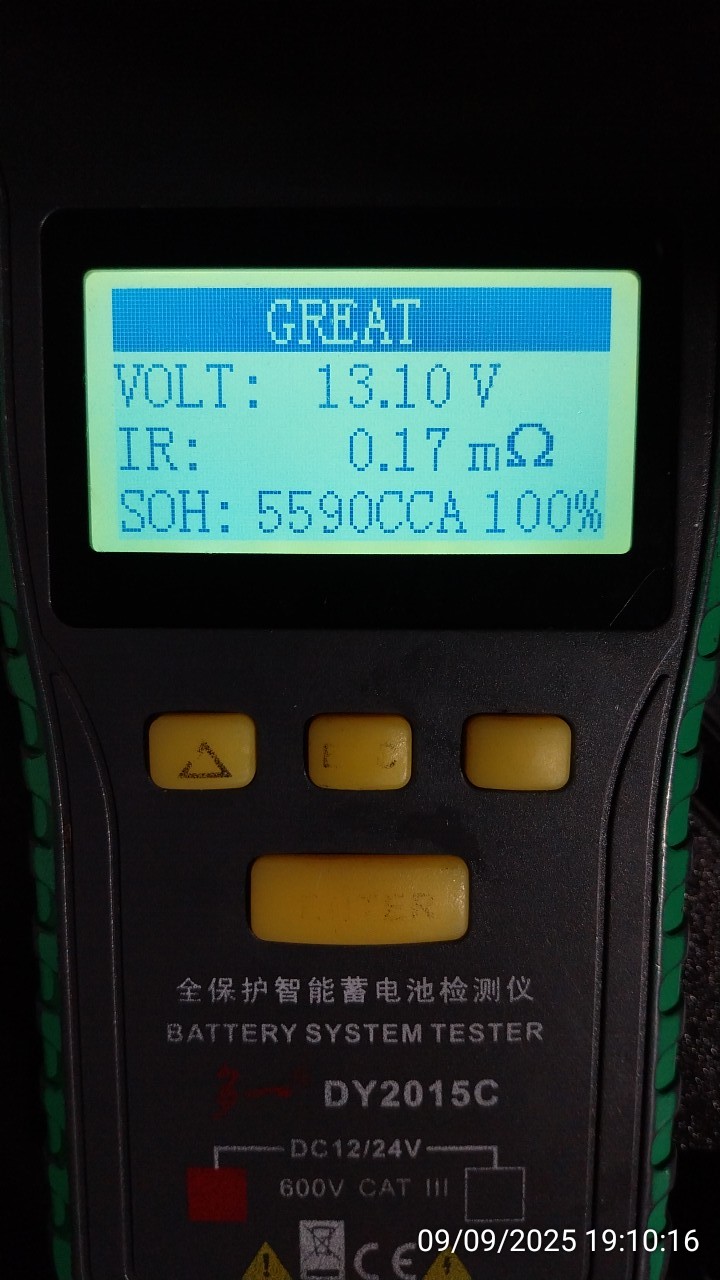 GREAT
VOLT: 13.10 V
IR: 0.17 mΩ
SOH: 5590CCA 100%
全保护智能蓄电池检测仪
BATTERY SYSTEM TESTER
DY2015C
DC12/24V
600V CAT III
CE
09/09/2025 19:10:16